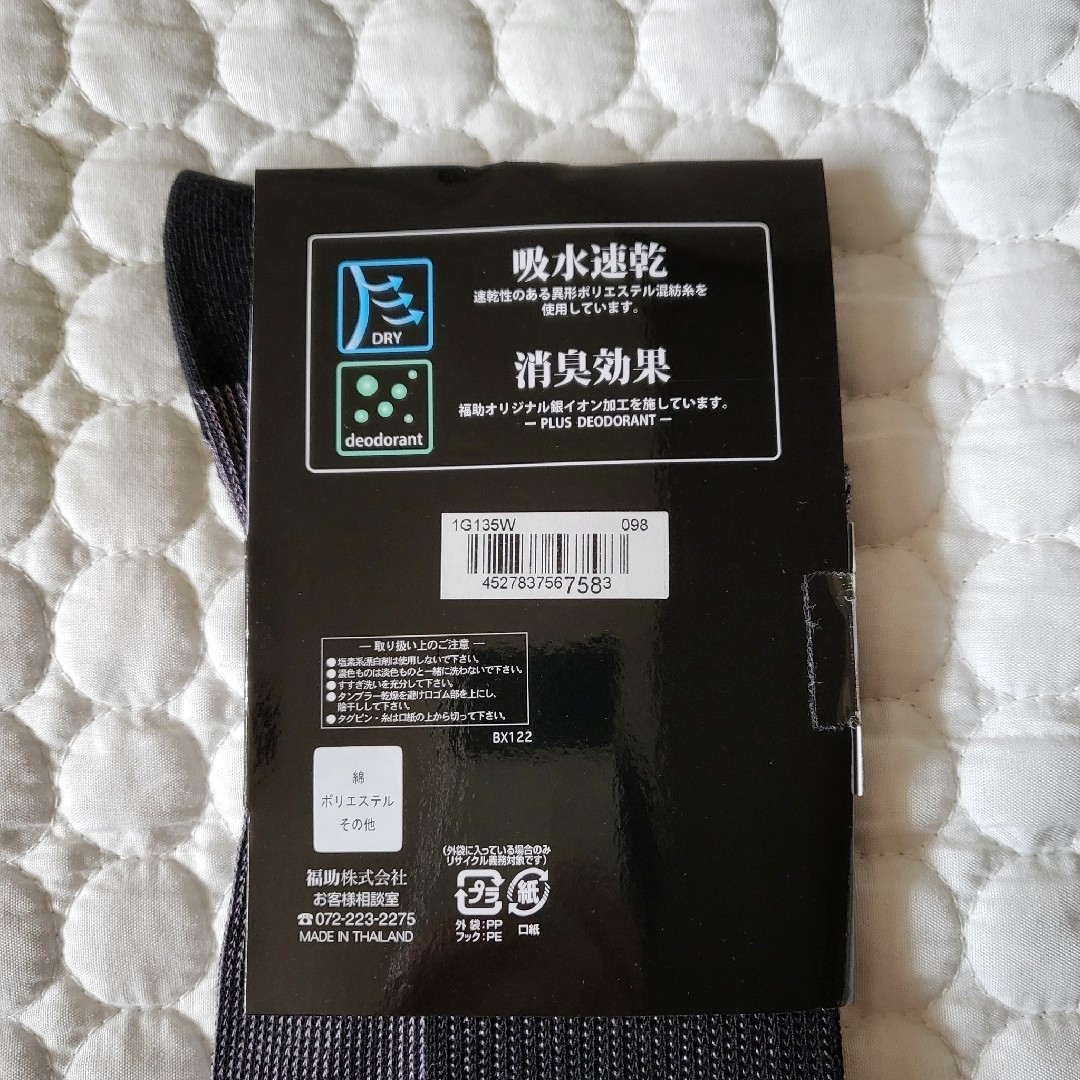 吸水速乾
速乾性のある異形ポリエステル混紡糸を
使用しています。
DRY
消臭効果
福助オリジナル銀イオン加工を施しています。
— PLUS DEODORANT —
deodorant
1G135W 098
4527837567583
— 取り扱い上のご注意 —
●塩素系漂白剤は使用しないで下さい。
●濃色ものは淡色ものと一緒に洗わないで下さい。
●すすぎ洗いを充分して下さい。
●タンブラー乾燥を避け口ゴム部を上にし、
陰干しして下さい。
●タグピン・糸は口紙の上から切って下さい。
BX122
綿
ポリエステル
その他
福助株式会社
お客様相談室
☎072-223-2275
MADE IN THAILAND
(外袋に入っている場合のみ
リサイクル義務対象です)
プラ 紙
外袋:PP
フック:PE
口紙